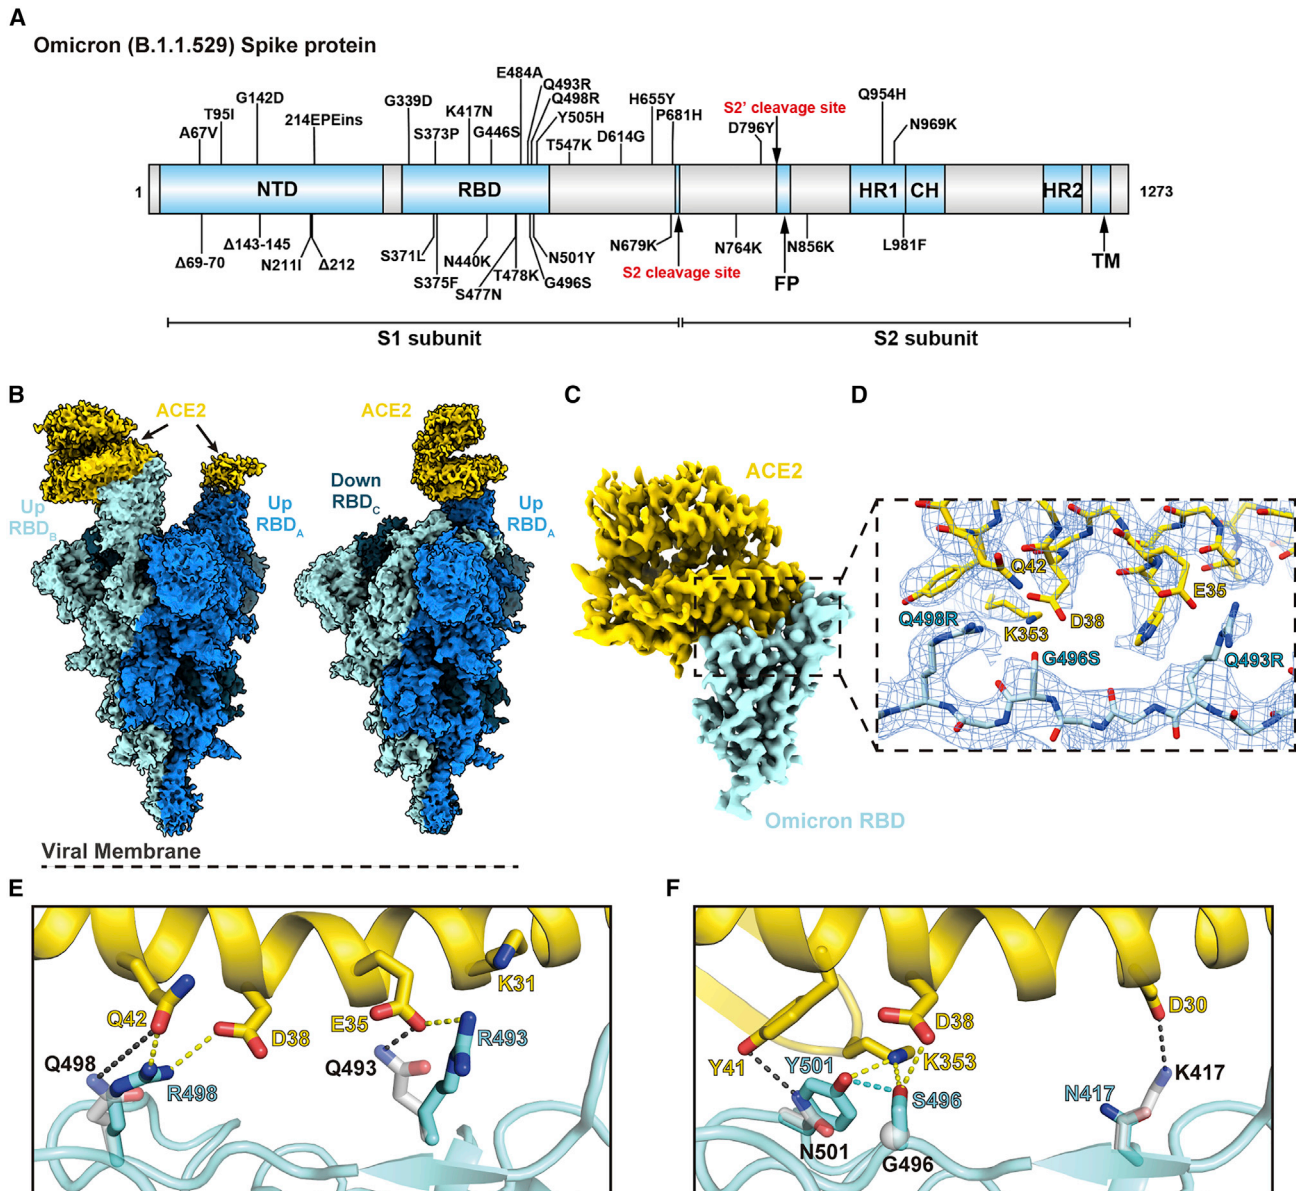 A
Omicron (B.1.1.529) Spike protein
A67V
T95I
G142D
214EPEins
G339D
S373P
K417N
G446S
E484A
Q493R
Q498R
Y505H
T547K
D614G
H655Y
P681H
S2' cleavage site
D796Y
Q954H
N969K
1
NTD
RBD
HR1
CH
HR2
1273
Δ69-70
Δ143-145
N211I
Δ212
S371L
S375F
N440K
S477N
T478K
N501Y
G496S
N679K
S2 cleavage site
N764K
FP
N856K
L981F
TM
S1 subunit
S2 subunit
B
ACE2
Up
RBDB
Up
RBDA
ACE2
Down
RBDC
Up
RBDA
Viral Membrane
C
ACE2
Omicron RBD
D
Q42
E35
Q498R
K353
D38
G496S
Q493R
E
K31
Q42
D38
E35
R493
Q498
R498
Q493
F
D30
D38
Y41
Y501
K353
K417
S496
N417
N501
G496